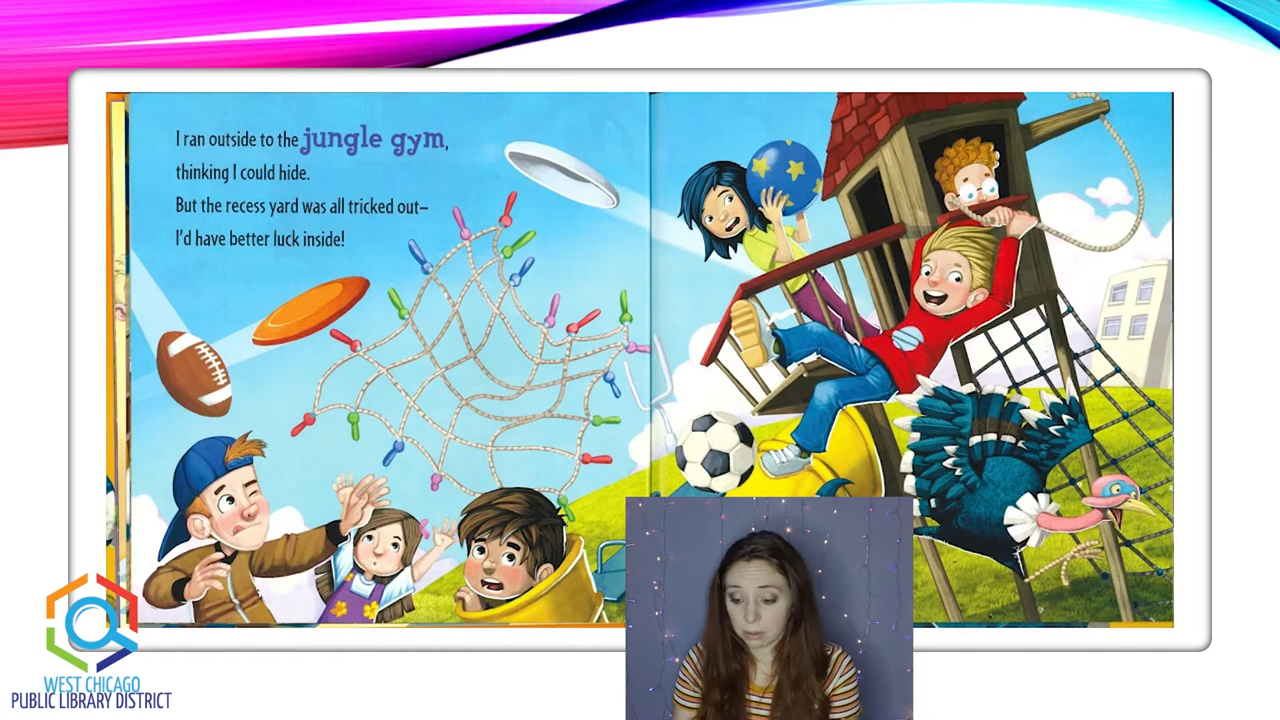 I ran outside to the jungle gym,
thinking I could hide.
But the recess yard was all tricked out–
I'd have better luck inside!
WEST CHICAGO
PUBLIC LIBRARY DISTRICT